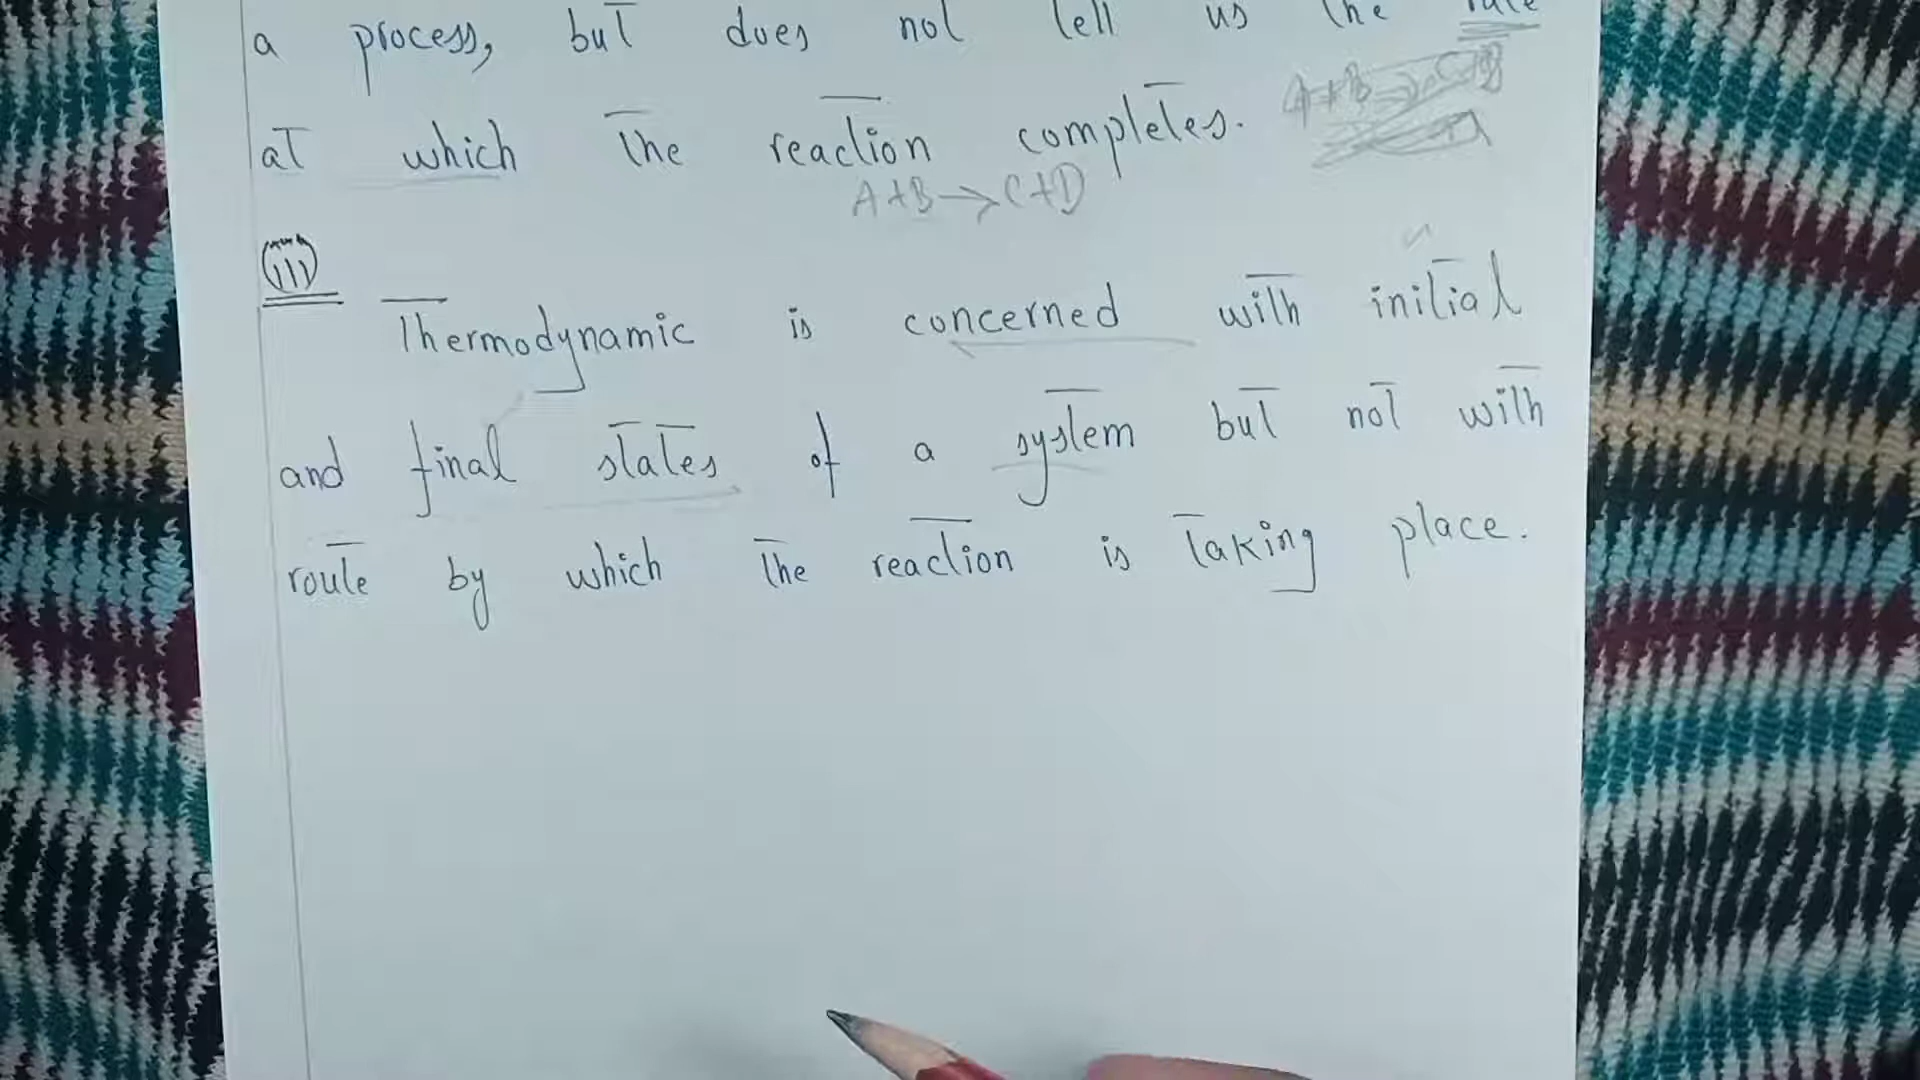 a process, but does not tell us the rate
at which the reaction completes. A+B→C+D
A+B→C+D
(iii)
Thermodynamic is concerned with initial
and final states of a system but not with
route by which the reaction is taking place.